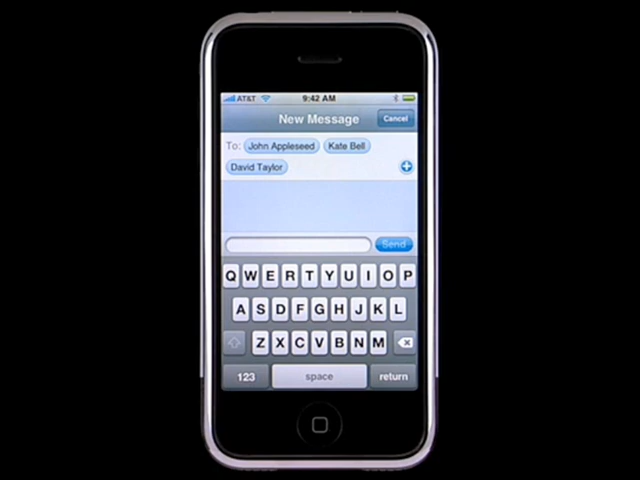 AT&T 9:42 AM
New Message Cancel
To: John Appleseed Kate Bell
David Taylor
Send
Q W E R T Y U I O P
A S D F G H J K L
Z X C V B N M
123 space return